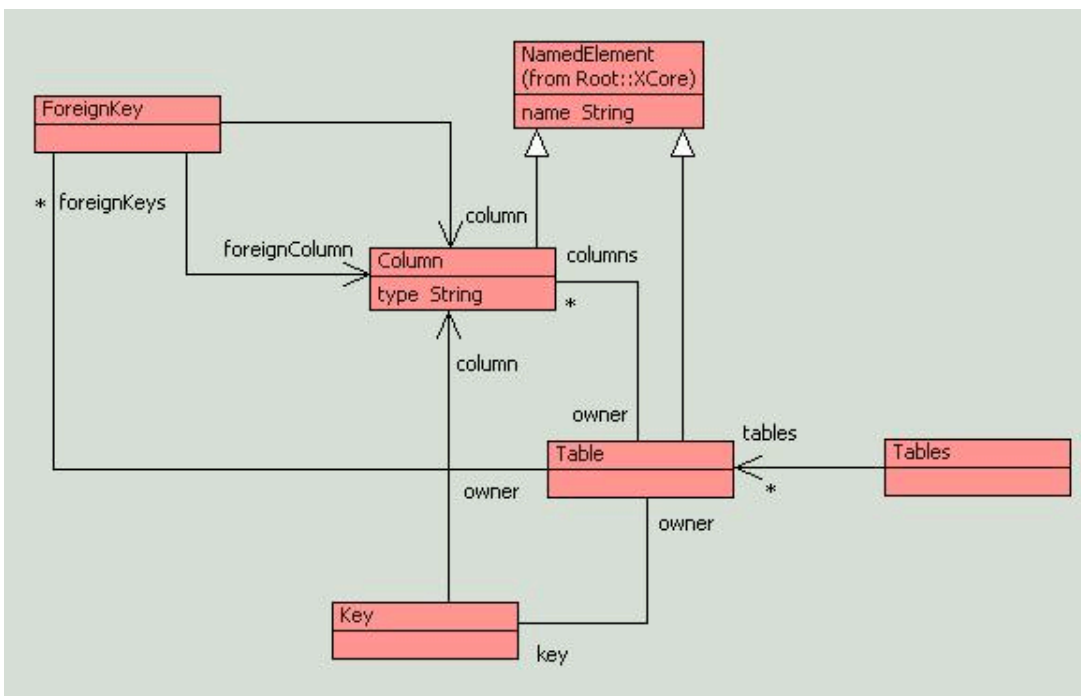 NamedElement
(from Root::XCore)
name String
ForeignKey
* foreignKeys
column
foreignColumn
Column
type String
columns
*
column
owner
tables
Table
*
Tables
owner
owner
Key
key